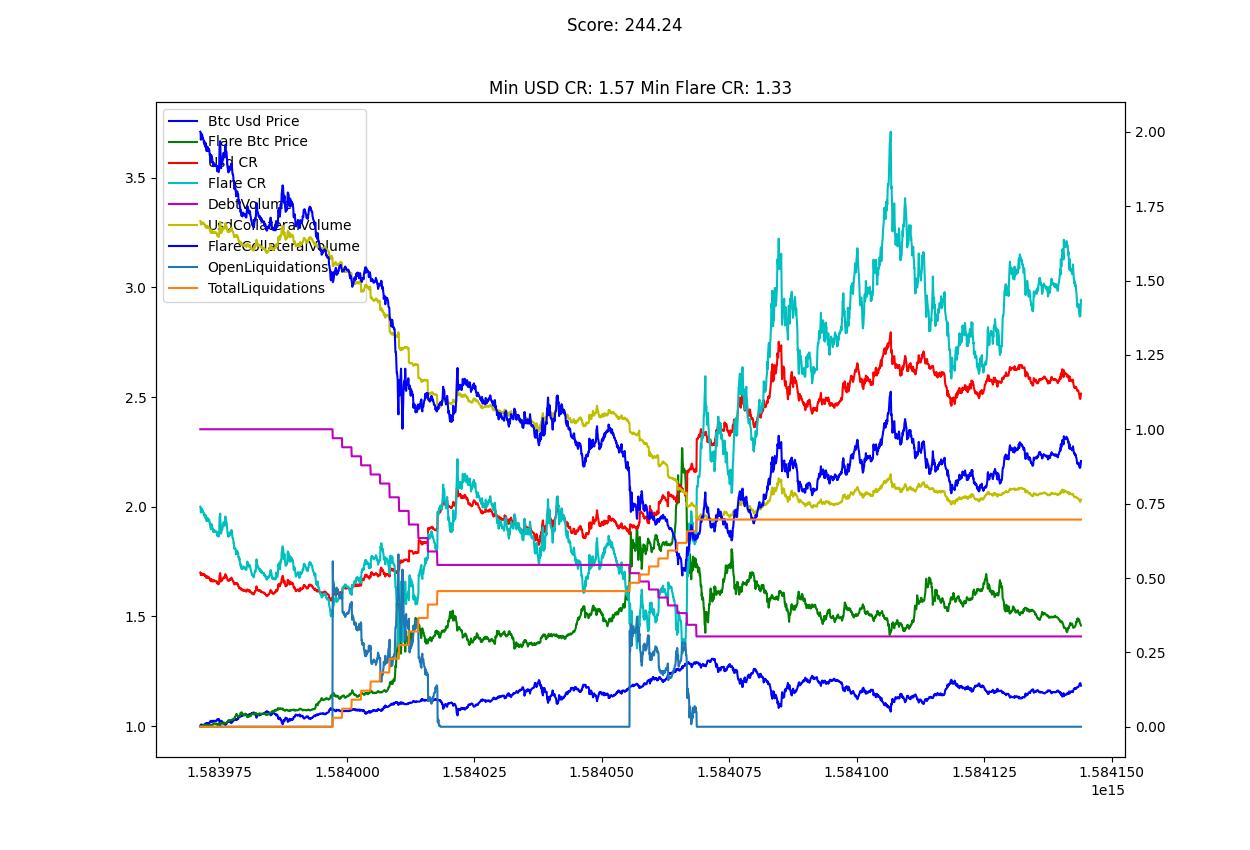 Score: 244.24
Min USD CR: 1.57 Min Flare CR: 1.33
Btc Usd Price
Flare Btc Price
Usd CR
Flare CR
DebtVolume
UsdCollateralVolume
FlareCollateralVolume
OpenLiquidations
TotalLiquidations
3.5
3.0
2.5
2.0
1.5
1.0
2.00
1.75
1.50
1.25
1.00
0.75
0.50
0.25
0.00
1.583975
1.584000
1.584025
1.584050
1.584075
1.584100
1.584125
1.584150
1e15